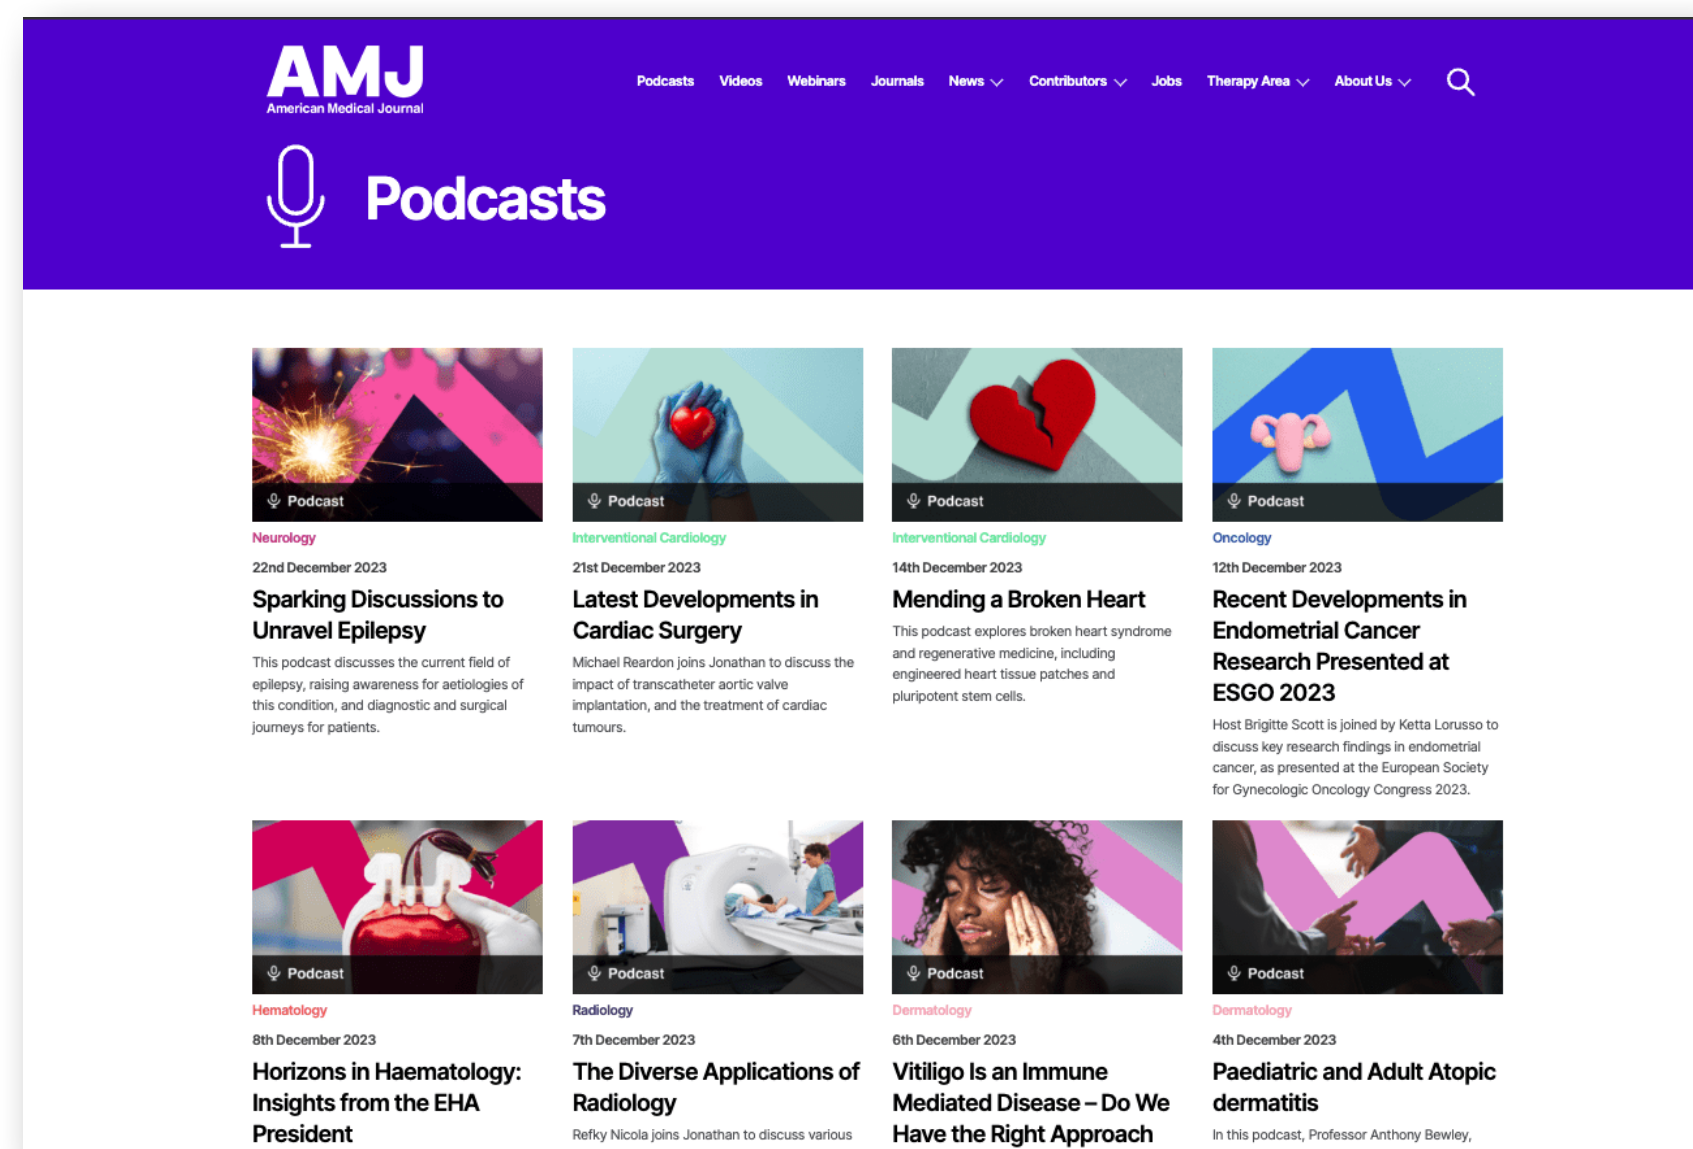 AMJ
American Medical Journal
Podcasts Videos Webinars Journals News Contributors Jobs Therapy Area About Us
Podcasts
Podcast
Neurology
22nd December 2023
Sparking Discussions to
Unravel Epilepsy
This podcast discusses the current field of
epilepsy, raising awareness for aetiologies of
this condition, and diagnostic and surgical
journeys for patients.
Podcast
Interventional Cardiology
21st December 2023
Latest Developments in
Cardiac Surgery
Michael Reardon joins Jonathan to discuss the
impact of transcatheter aortic valve
implantation, and the treatment of cardiac
tumours.
Podcast
Interventional Cardiology
14th December 2023
Mending a Broken Heart
This podcast explores broken heart syndrome
and regenerative medicine, including
engineered heart tissue patches and
pluripotent stem cells.
Podcast
Oncology
12th December 2023
Recent Developments in
Endometrial Cancer
Research Presented at
ESGO 2023
Host Brigitte Scott is joined by Ketta Lorusso to
discuss key research findings in endometrial
cancer, as presented at the European Society
for Gynecologic Oncology Congress 2023.
Podcast
Hematology
8th December 2023
Horizons in Haematology:
Insights from the EHA
President
Podcast
Radiology
7th December 2023
The Diverse Applications of
Radiology
Refky Nicola joins Jonathan to discuss various
Podcast
Dermatology
6th December 2023
Vitiligo Is an Immune
Mediated Disease – Do We
Have the Right Approach
Podcast
Dermatology
4th December 2023
Paediatric and Adult Atopic
dermatitis
In this podcast, Professor Anthony Bewley,